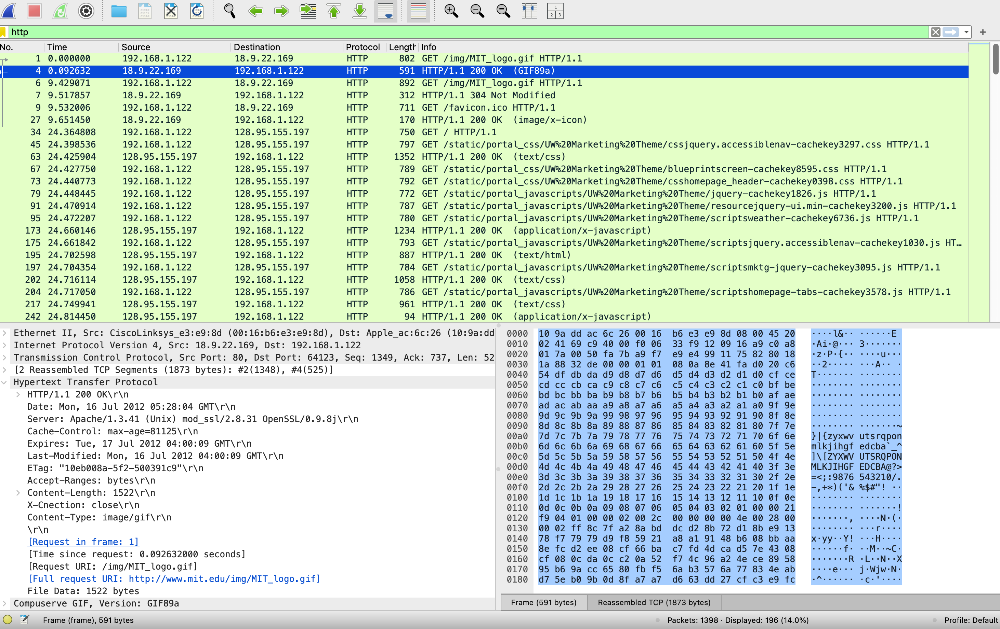 http
No. Time Source Destination Protocol Length Info
1 0.000000 192.168.1.122 18.9.22.169 HTTP 802 GET /img/MIT_logo.gif HTTP/1.1
4 0.092632 18.9.22.169 192.168.1.122 HTTP 591 HTTP/1.1 200 OK (GIF89a)
6 9.429071 192.168.1.122 18.9.22.169 HTTP 892 GET /img/MIT_logo.gif HTTP/1.1
7 9.517857 18.9.22.169 192.168.1.122 HTTP 312 HTTP/1.1 304 Not Modified
9 9.532006 192.168.1.122 18.9.22.169 HTTP 711 GET /favicon.ico HTTP/1.1
27 9.651450 18.9.22.169 192.168.1.122 HTTP 170 HTTP/1.1 200 OK (image/x-icon)
34 24.364808 192.168.1.122 128.95.155.197 HTTP 750 GET / HTTP/1.1
45 24.398536 192.168.1.122 128.95.155.197 HTTP 797 GET /static/portal_css/UW%20Marketing%20Theme/cssjquery.accessiblenav-cachekey3297.css HTTP/1.1
63 24.425904 128.95.155.197 192.168.1.122 HTTP 1352 HTTP/1.1 200 OK (text/css)
67 24.427750 192.168.1.122 128.95.155.197 HTTP 789 GET /static/portal_css/UW%20Marketing%20Theme/blueprintscreen-cachekey8595.css HTTP/1.1
73 24.440773 192.168.1.122 128.95.155.197 HTTP 792 GET /static/portal_css/UW%20Marketing%20Theme/csshomepage_header-cachekey0398.css HTTP/1.1
79 24.448445 192.168.1.122 128.95.155.197 HTTP 772 GET /static/portal_javascripts/UW%20Marketing%20Theme/jquery-cachekey1826.js HTTP/1.1
91 24.470914 192.168.1.122 128.95.155.197 HTTP 787 GET /static/portal_javascripts/UW%20Marketing%20Theme/resourcejquery-ui.min-cachekey3200.js HTTP/1.1
95 24.472207 192.168.1.122 128.95.155.197 HTTP 780 GET /static/portal_javascripts/UW%20Marketing%20Theme/scriptsweather-cachekey6736.js HTTP/1.1
173 24.660146 128.95.155.197 192.168.1.122 HTTP 1234 HTTP/1.1 200 OK (application/x-javascript)
175 24.661842 192.168.1.122 128.95.155.197 HTTP 793 GET /static/portal_javascripts/UW%20Marketing%20Theme/scriptsjquery.accessiblenav-cachekey1030.js HT…
195 24.702598 128.95.155.197 192.168.1.122 HTTP 887 HTTP/1.1 200 OK (text/html)
197 24.704354 192.168.1.122 128.95.155.197 HTTP 784 GET /static/portal_javascripts/UW%20Marketing%20Theme/scriptsmktg-jquery-cachekey3095.js HTTP/1.1
202 24.716114 128.95.155.197 192.168.1.122 HTTP 1058 HTTP/1.1 200 OK (text/css)
204 24.717050 192.168.1.122 128.95.155.197 HTTP 786 GET /static/portal_javascripts/UW%20Marketing%20Theme/scriptshomepage-tabs-cachekey3578.js HTTP/1.1
217 24.749941 128.95.155.197 192.168.1.122 HTTP 961 HTTP/1.1 200 OK (text/css)
242 24.814450 128.95.155.197 192.168.1.122 HTTP 94 HTTP/1.1 200 OK (application/x-javascript)
Ethernet II, Src: CiscoLinksys_e3:e9:8d (00:16:b6:e3:e9:8d), Dst: Apple_ac:6c:26 (10:9a:dd
Internet Protocol Version 4, Src: 18.9.22.169, Dst: 192.168.1.122
Transmission Control Protocol, Src Port: 80, Dst Port: 64123, Seq: 1349, Ack: 737, Len: 52
[2 Reassembled TCP Segments (1873 bytes): #2(1348), #4(525)]
Hypertext Transfer Protocol
HTTP/1.1 200 OK\r\n
Date: Mon, 16 Jul 2012 05:28:04 GMT\r\n
Server: Apache/1.3.41 (Unix) mod_ssl/2.8.31 OpenSSL/0.9.8j\r\n
Cache-Control: max-age=81125\r\n
Expires: Tue, 17 Jul 2012 04:00:09 GMT\r\n
Last-Modified: Mon, 16 Jul 2012 04:00:09 GMT\r\n
ETag: "10eb008a-5f2-500391c9"\r\n
Accept-Ranges: bytes\r\n
Content-Length: 1522\r\n
X-Cnection: close\r\n
Content-Type: image/gif\r\n
\r\n
[Request in frame: 1]
[Time since request: 0.092632000 seconds]
[Request URI: /img/MIT_logo.gif]
[Full request URI: http://www.mit.edu/img/MIT_logo.gif]
File Data: 1522 bytes
Compuserve GIF, Version: GIF89a
0000 10 9a dd ac 6c 26 00 16 b6 e3 e9 8d 08 00 45 20 ····l&·· ······E
0010 02 41 69 c9 40 00 f0 06 33 f9 12 09 16 a9 c0 a8 ·Ai·@··· 3·······
0020 01 7a 00 50 fa 7b a9 f7 e9 e4 99 11 75 82 80 18 ·z·P·{·· ····u···
0030 1a 88 32 de 00 00 01 01 08 0a 8e 41 fa d0 20 c6 ··2····· ···A·· ·
0040 54 df db da d9 d8 d7 d6 d5 d4 d3 d2 d1 d0 cf ce T······· ········
0050 cd cc cb ca c9 c8 c7 c6 c5 c4 c3 c2 c1 c0 bf be ········ ········
0060 bd bc bb ba b9 b8 b7 b6 b5 b4 b3 b2 b1 b0 af ae ········ ········
0070 ad ac ab aa a9 a8 a7 a6 a5 a4 a3 a2 a1 a0 9f 9e ········ ········
0080 9d 9c 9b 9a 99 98 97 96 95 94 93 92 91 90 8f 8e ········ ········
0090 8d 8c 8b 8a 89 88 87 86 85 84 83 82 81 80 7f 7e ········ ·······~
00a0 7d 7c 7b 7a 79 78 77 76 75 74 73 72 71 70 6f 6e }|{zyxwv utsrqpon
00b0 6d 6c 6b 6a 69 68 67 66 65 64 63 62 61 60 5f 5e mlkjihgf edcba`_^
00c0 5d 5c 5b 5a 59 58 57 56 55 54 53 52 51 50 4f 4e ]\[ZYXWV UTSRQPON
00d0 4d 4c 4b 4a 49 48 47 46 45 44 43 42 41 40 3f 3e MLKJIHGF EDCBA@?>
00e0 3d 3c 3b 3a 39 38 37 36 35 34 33 32 31 30 2f 2e =<;:9876 543210/.
00f0 2d 2c 2b 2a 29 28 27 26 25 24 23 22 21 20 1f 1e -,+*)('& %$#"! ··
0100 1d 1c 1b 1a 19 18 17 16 15 14 13 12 11 10 0f 0e ········ ········
0110 0d 0c 0b 0a 09 08 07 06 05 04 03 02 01 00 00 21 ········ ·······!
0120 f9 04 01 00 00 02 00 2c 00 00 00 00 4e 00 28 00 ·······, ····N·(·
0130 00 02 ff 8c 7f a2 8a bd dc d2 8b 72 d1 8b e9 13 ········ ···r····
0140 78 f7 79 79 d9 f8 59 21 a8 a1 91 48 b6 08 bb aa x·yy··Y! ···H····
0150 8e fc d2 ee 08 cf 66 ba c7 fd 4d ca d5 7e 43 08 ······f· ··M··~C·
0160 cf 08 0c da 0c c2 0a 52 f7 4c 96 a2 4e ce 89 58 ·······R ·L··N··X
0170 95 b6 9a cc 65 80 fb f5 6a b3 57 6a 77 83 4e ab ····e··· j·Wjw·N·
0180 d7 5e b0 9b 0d 8f a7 a7 d6 63 dd 27 cf c3 e9 fc ·^······ ·c·'····
Frame (591 bytes) Reassembled TCP (1873 bytes)
Frame (frame), 591 bytes Packets: 1398 · Displayed: 196 (14.0%) Profile: Default